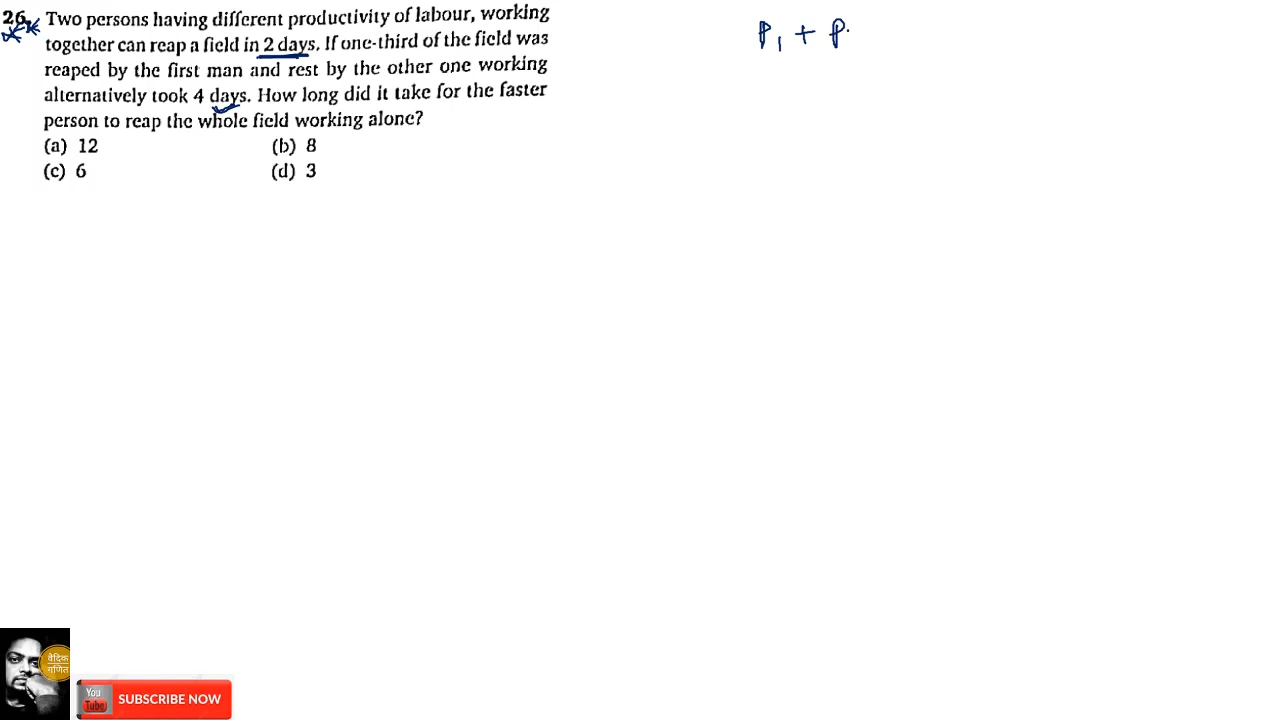 26. Two persons having different productivity of labour, working
together can reap a field in 2 days. If one-third of the field was
reaped by the first man and rest by the other one working
alternatively took 4 days. How long did it take for the faster
person to reap the whole field working alone?
(a) 12 (b) 8
(c) 6 (d) 3
P₁ + P
वैदिक
गणित
You
Tube
SUBSCRIBE NOW